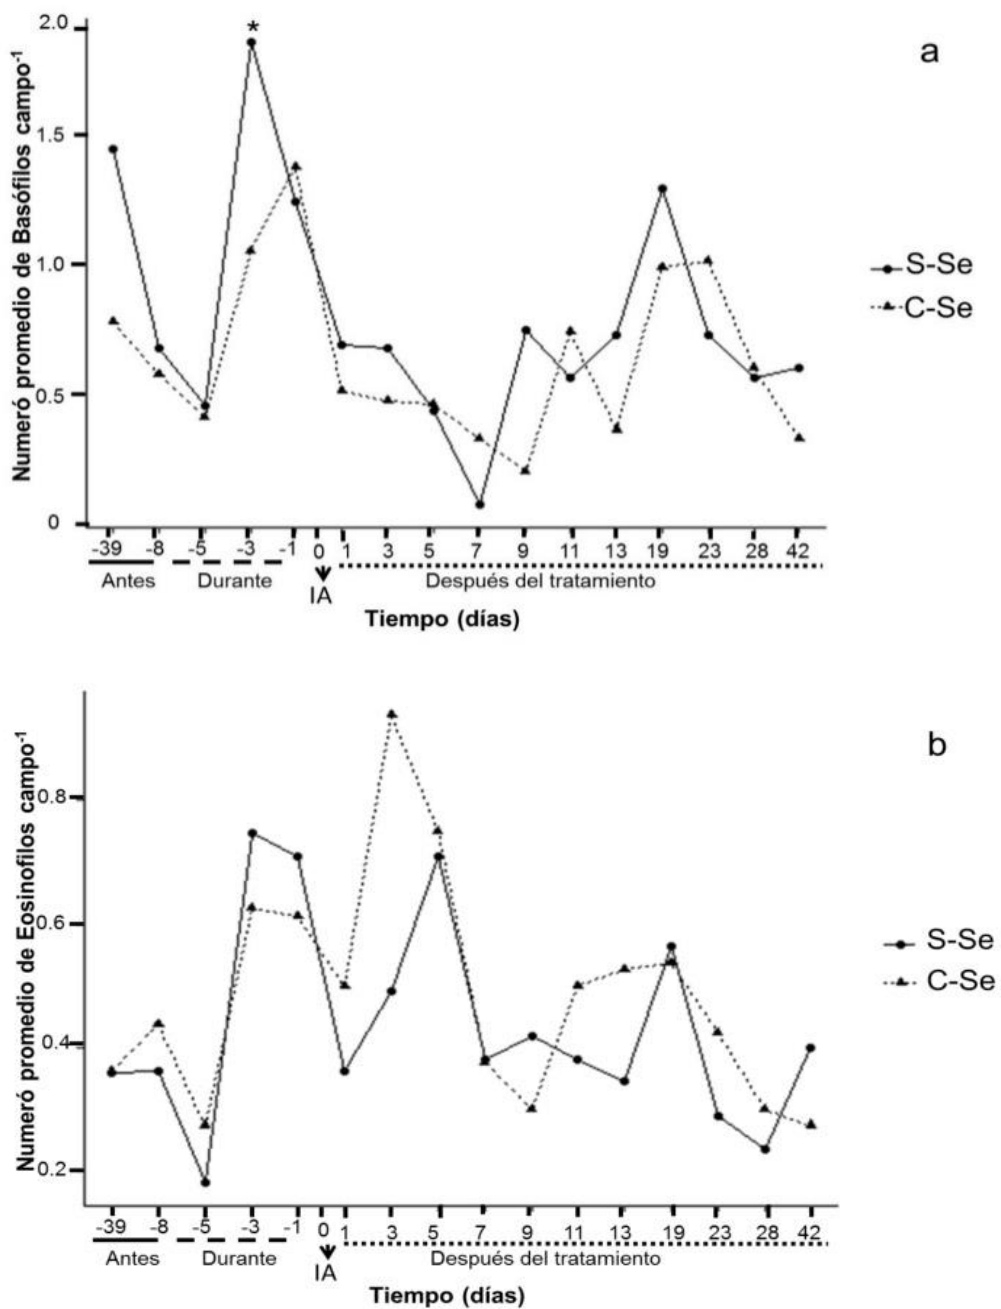 a
Numeró promedio de Basófilos campo-1
2.0
*
1.5
1.0
0.5
0
S-Se
C-Se
-39 -8 -5 -3 -1 0 1 3 5 7 9 11 13 19 23 28 42
Antes Durante Después del tratamiento
IA
Tiempo (días)
b
Numeró promedio de Eosinofilos campo-1
0.8
0.6
0.4
0.2
S-Se
C-Se
-39 -8 -5 -3 -1 0 1 3 5 7 9 11 13 19 23 28 42
Antes Durante Después del tratamiento
IA
Tiempo (días)